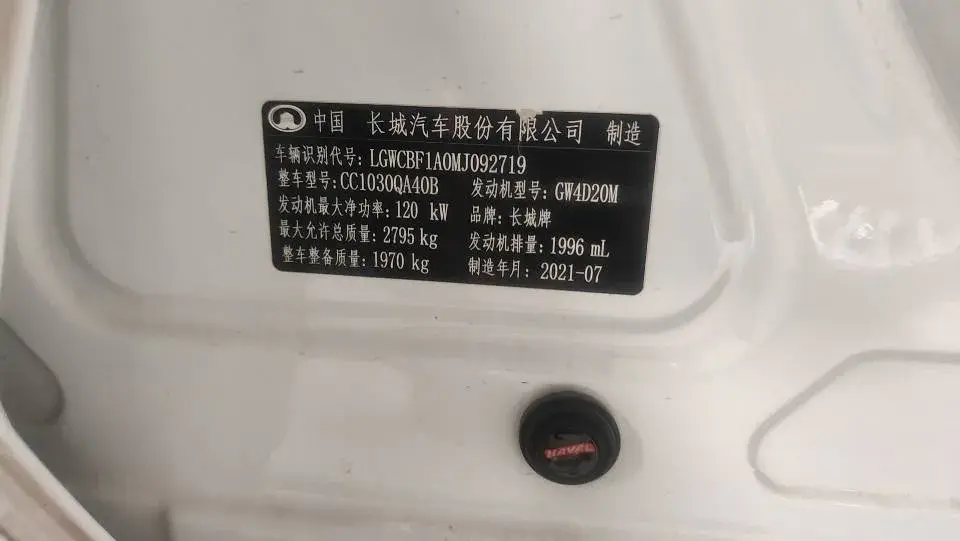 中国 长城汽车股份有限公司 制造
车辆识别代号：LGWCBF1A0MJ092719
整车型号：CC1030QA40B 发动机型号：GW4D20M
发动机最大净功率：120 kW 品牌：长城牌
最大允许总质量：2795 kg 发动机排量：1996 mL
整车整备质量：1970 kg 制造年月：2021-07
HAVAL